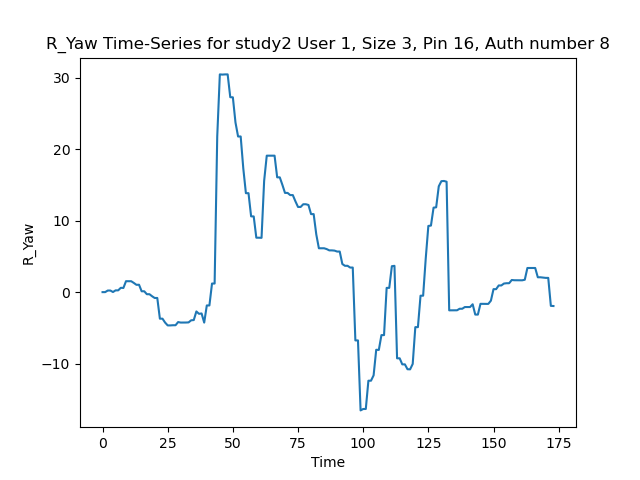 R_Yaw Time-Series for study2 User 1, Size 3, Pin 16, Auth number 8
30
20
10
0
−10
R_Yaw
0 25 50 75 100 125 150 175
Time